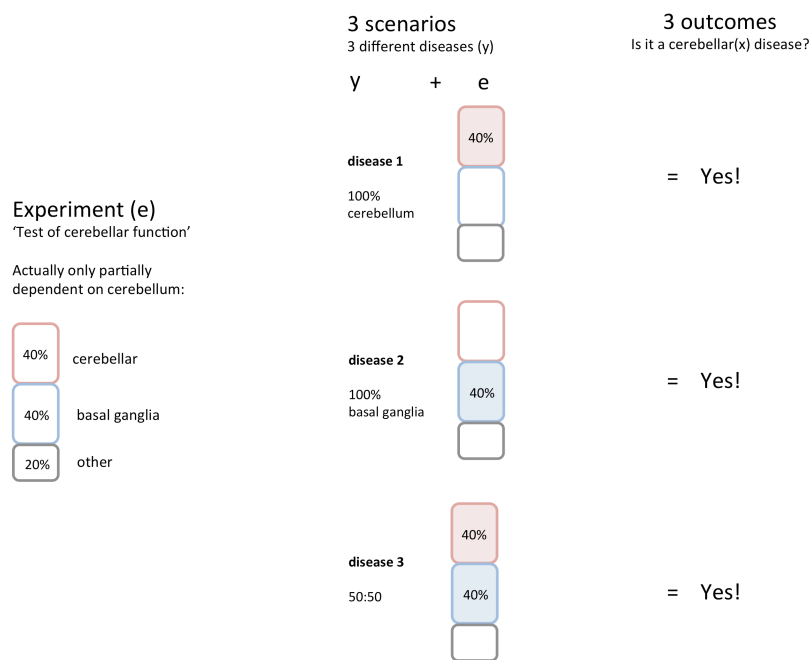 3 scenarios
3 different diseases (y)
3 outcomes
Is it a cerebellar(x) disease?
y + e
Experiment (e)
‘Test of cerebellar function’
Actually only partially
dependent on cerebellum:
40% cerebellar
40% basal ganglia
20% other
disease 1
100%
cerebellum
40%
= Yes!
disease 2
100%
basal ganglia
40%
= Yes!
disease 3
50:50
40%
40%
= Yes!